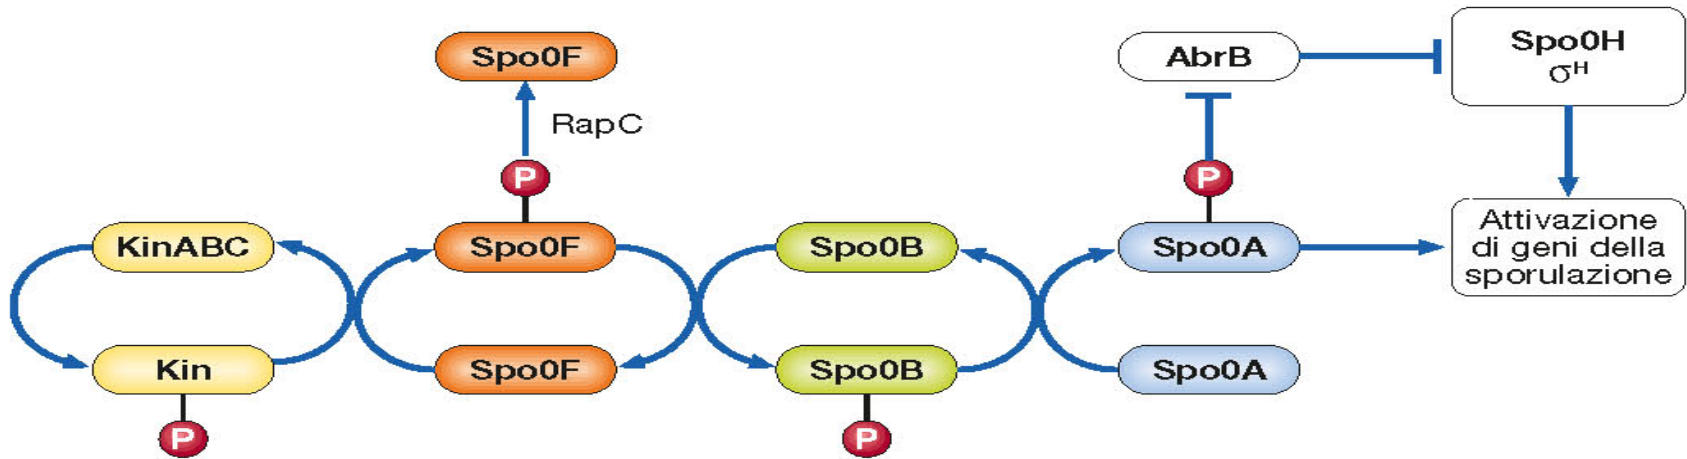 Spo0F
AbrB
Spo0H
σᴴ
RapC
P
P
KinABC
Spo0F
Spo0B
Spo0A
Attivazione
di geni della
sporulazione
Kin
Spo0F
Spo0B
Spo0A
P
P